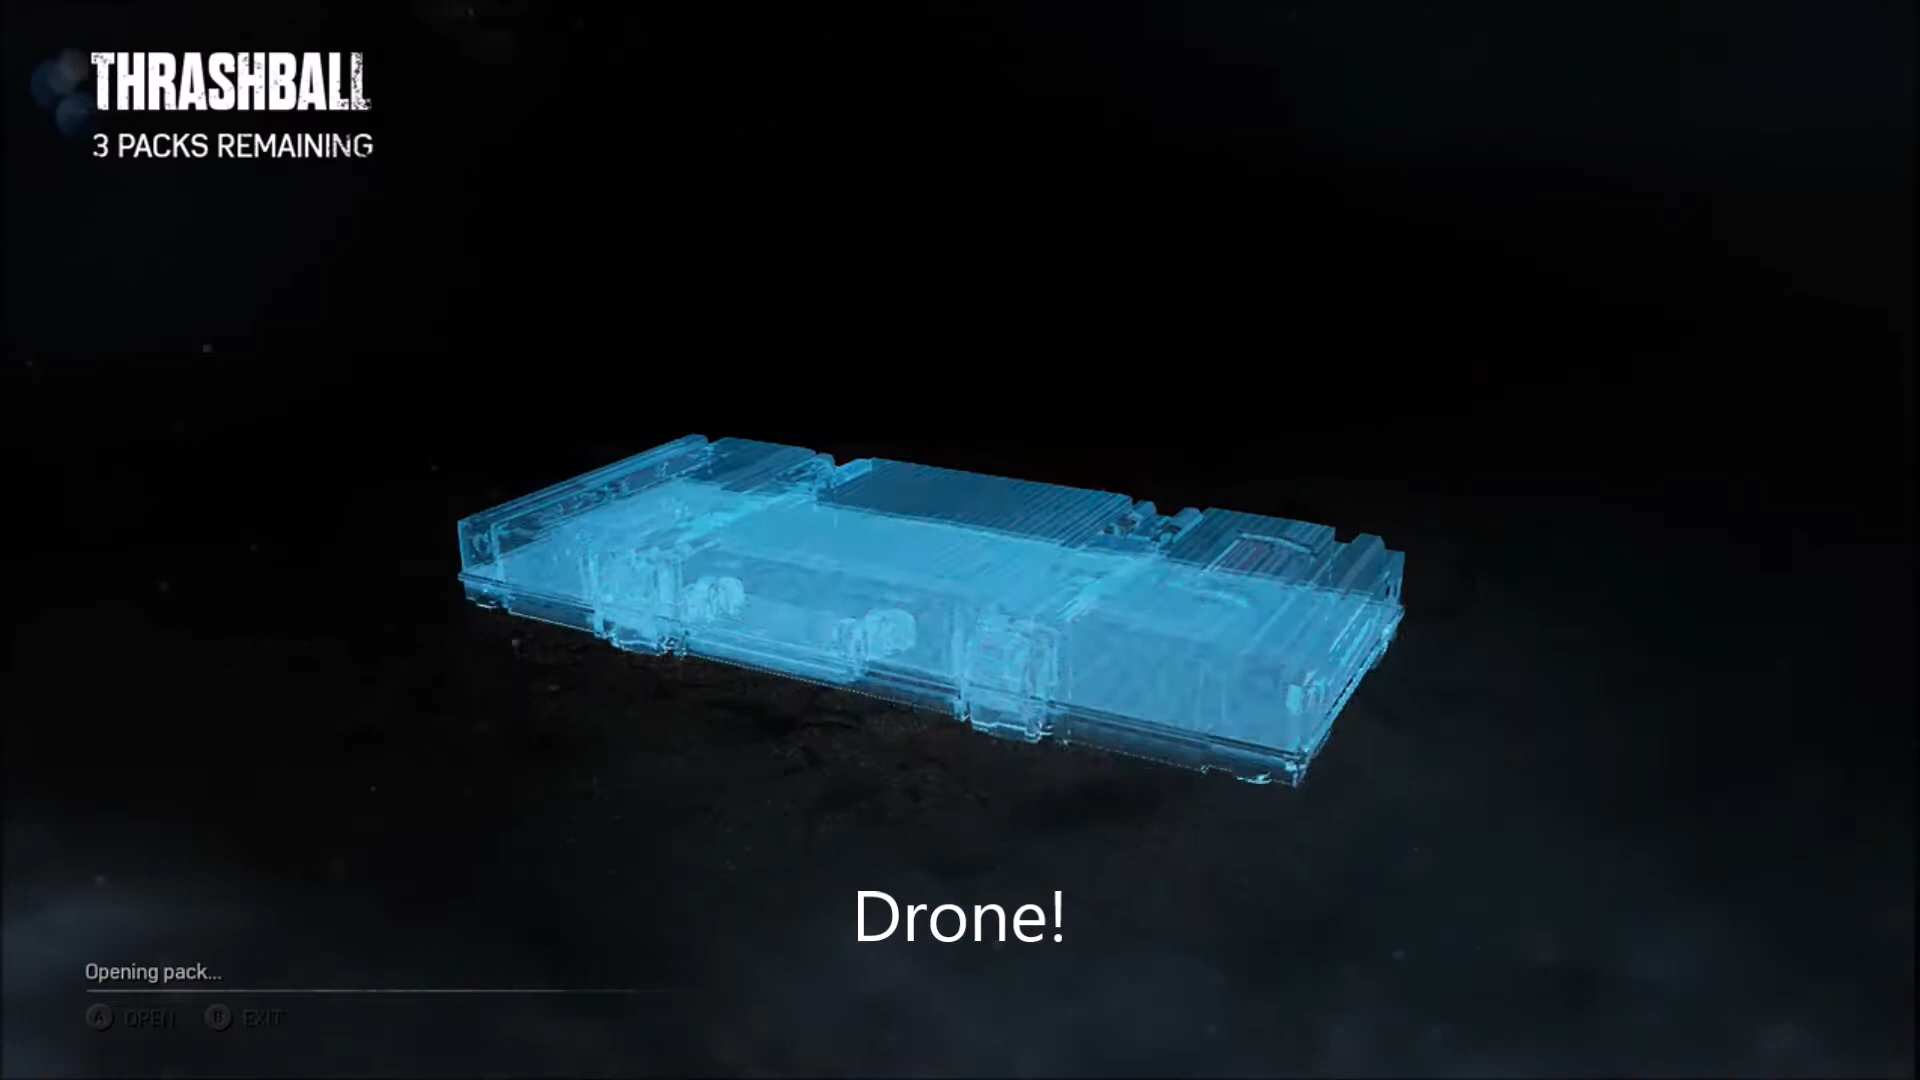 THRASHBALL
3 PACKS REMAINING
Drone!
Opening pack...
A OPEN B EXIT